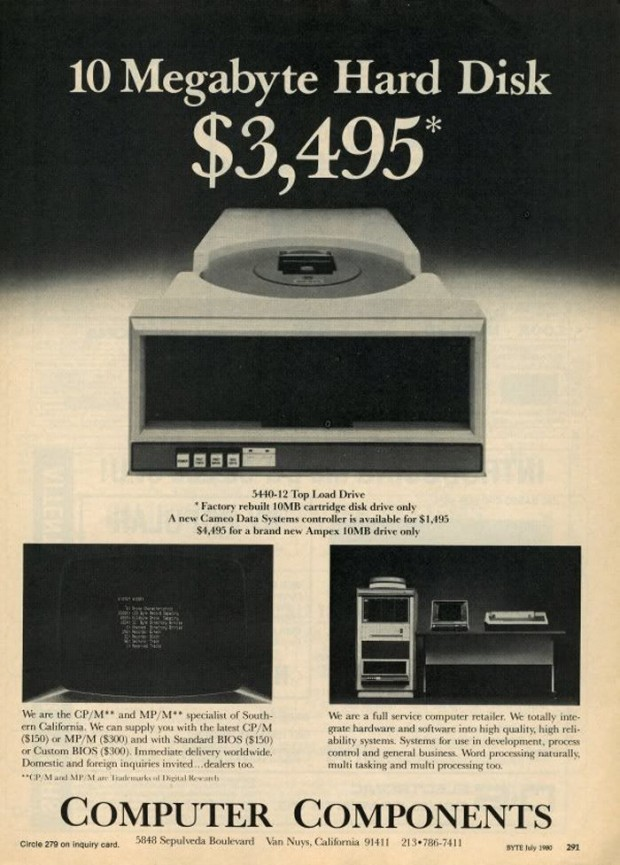 10 Megabyte Hard Disk
$3,495*
5440-12 Top Load Drive
*Factory rebuilt 10MB cartridge disk drive only
A new Cameo Data Systems controller is available for $1,195
$4,495 for a brand new Ampex 10MB drive only
We are the CP/M** and MP/M** specialist of South-
ern California. We can supply you with the latest CP/M
($150) or MP/M ($300) and with Standard BIOS ($150)
or Custom BIOS ($300). Immediate delivery worldwide.
Domestic and foreign inquiries invited...dealers too.
**CP/M and MP/M are Trademarks of Digital Research
We are a full service computer retailer. We totally inte-
grate hardware and software into high quality, high reli-
ability systems. Systems for use in development, process
control and general business. Word processing naturally,
multi tasking and multi processing too.
COMPUTER COMPONENTS
5848 Sepulveda Boulevard Van Nuys, California 91411 213•786-7411
Circle 279 on inquiry card.
BYTE July 1980 291